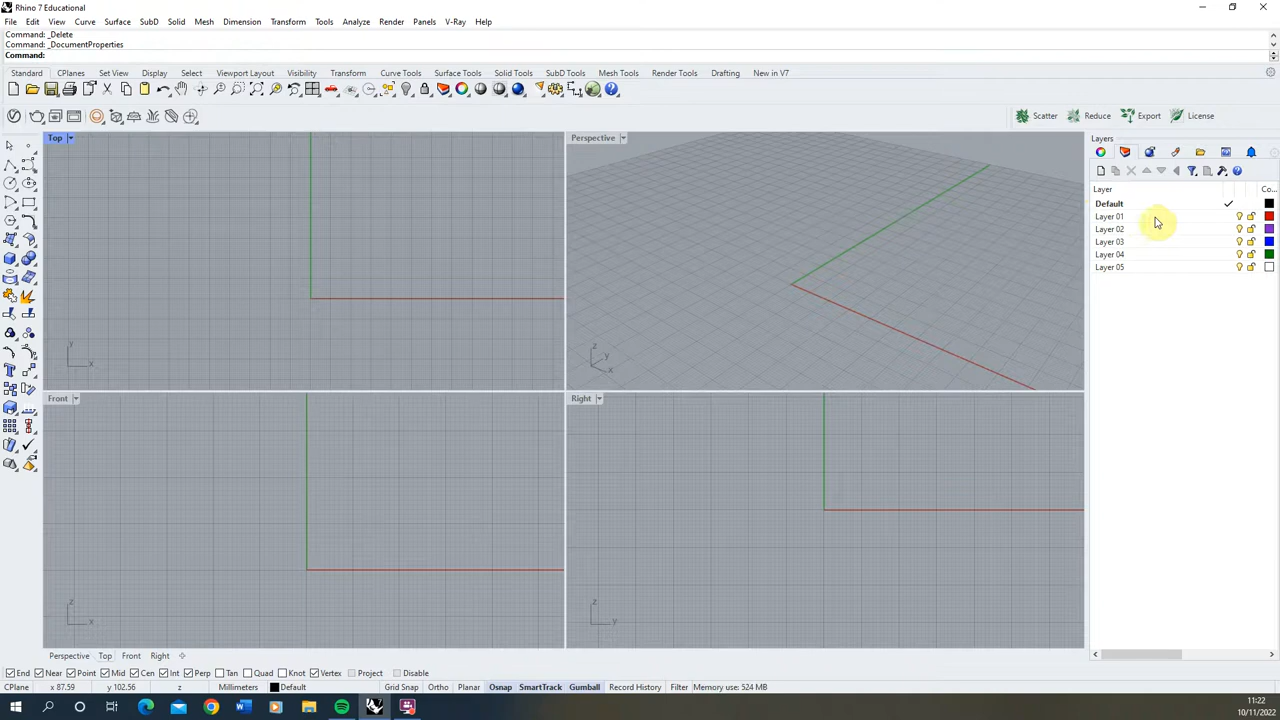 Rhino 7 Educational
File Edit View Curve Surface SubD Solid Mesh Dimension Transform Tools Analyze Render Panels V-Ray Help
Command: _Delete
Command: _DocumentProperties
Command:
Standard CPlanes Set View Display Select Viewport Layout Visibility Transform Curve Tools Surface Tools Solid Tools SubD Tools Mesh Tools Render Tools Drafting New in V7
Scatter Reduce Export License
Top
Perspective
Layers
Layer Co...
Default
Layer 01
Layer 02
Layer 03
Layer 04
Layer 05
y
x
z
y
x
Front
Right
z
x
z
y
Perspective Top Front Right
End Near Point Mid Cen Int Perp Tan Quad Knot Vertex Project Disable
CPlane x 87.59 y 102.56 z Millimeters Default Grid Snap Ortho Planar Osnap SmartTrack Gumball Record History Filter Memory use: 524 MB
11:22
10/11/2022